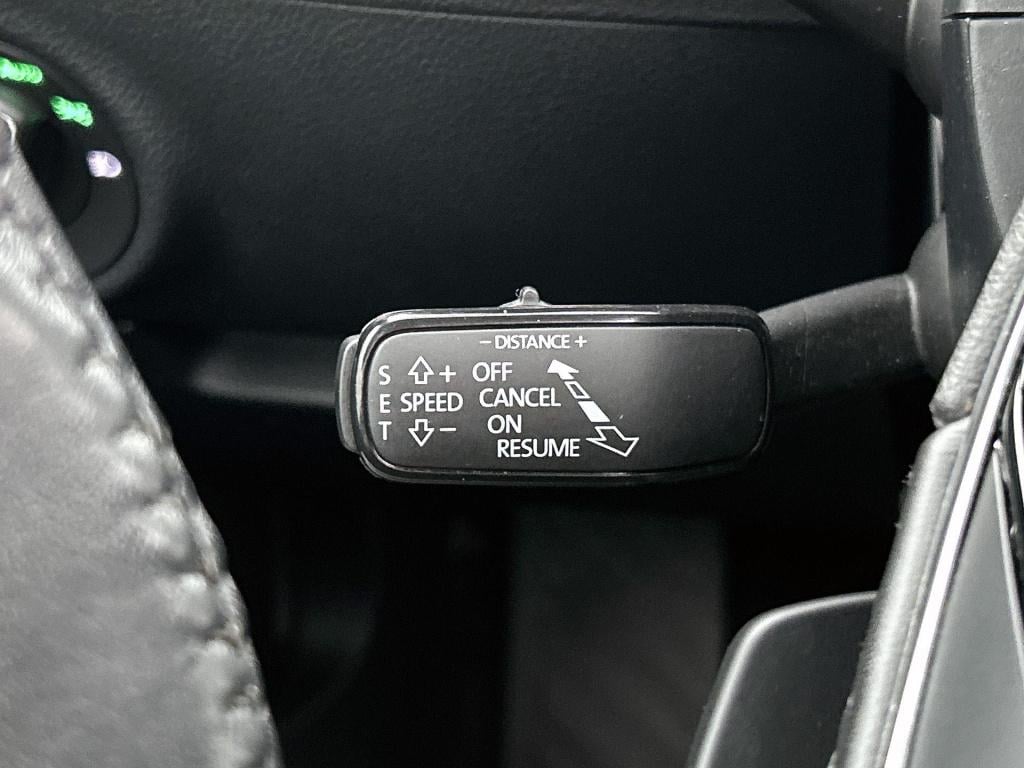 - DISTANCE +
S + OFF
E SPEED CANCEL
T - ON
RESUME